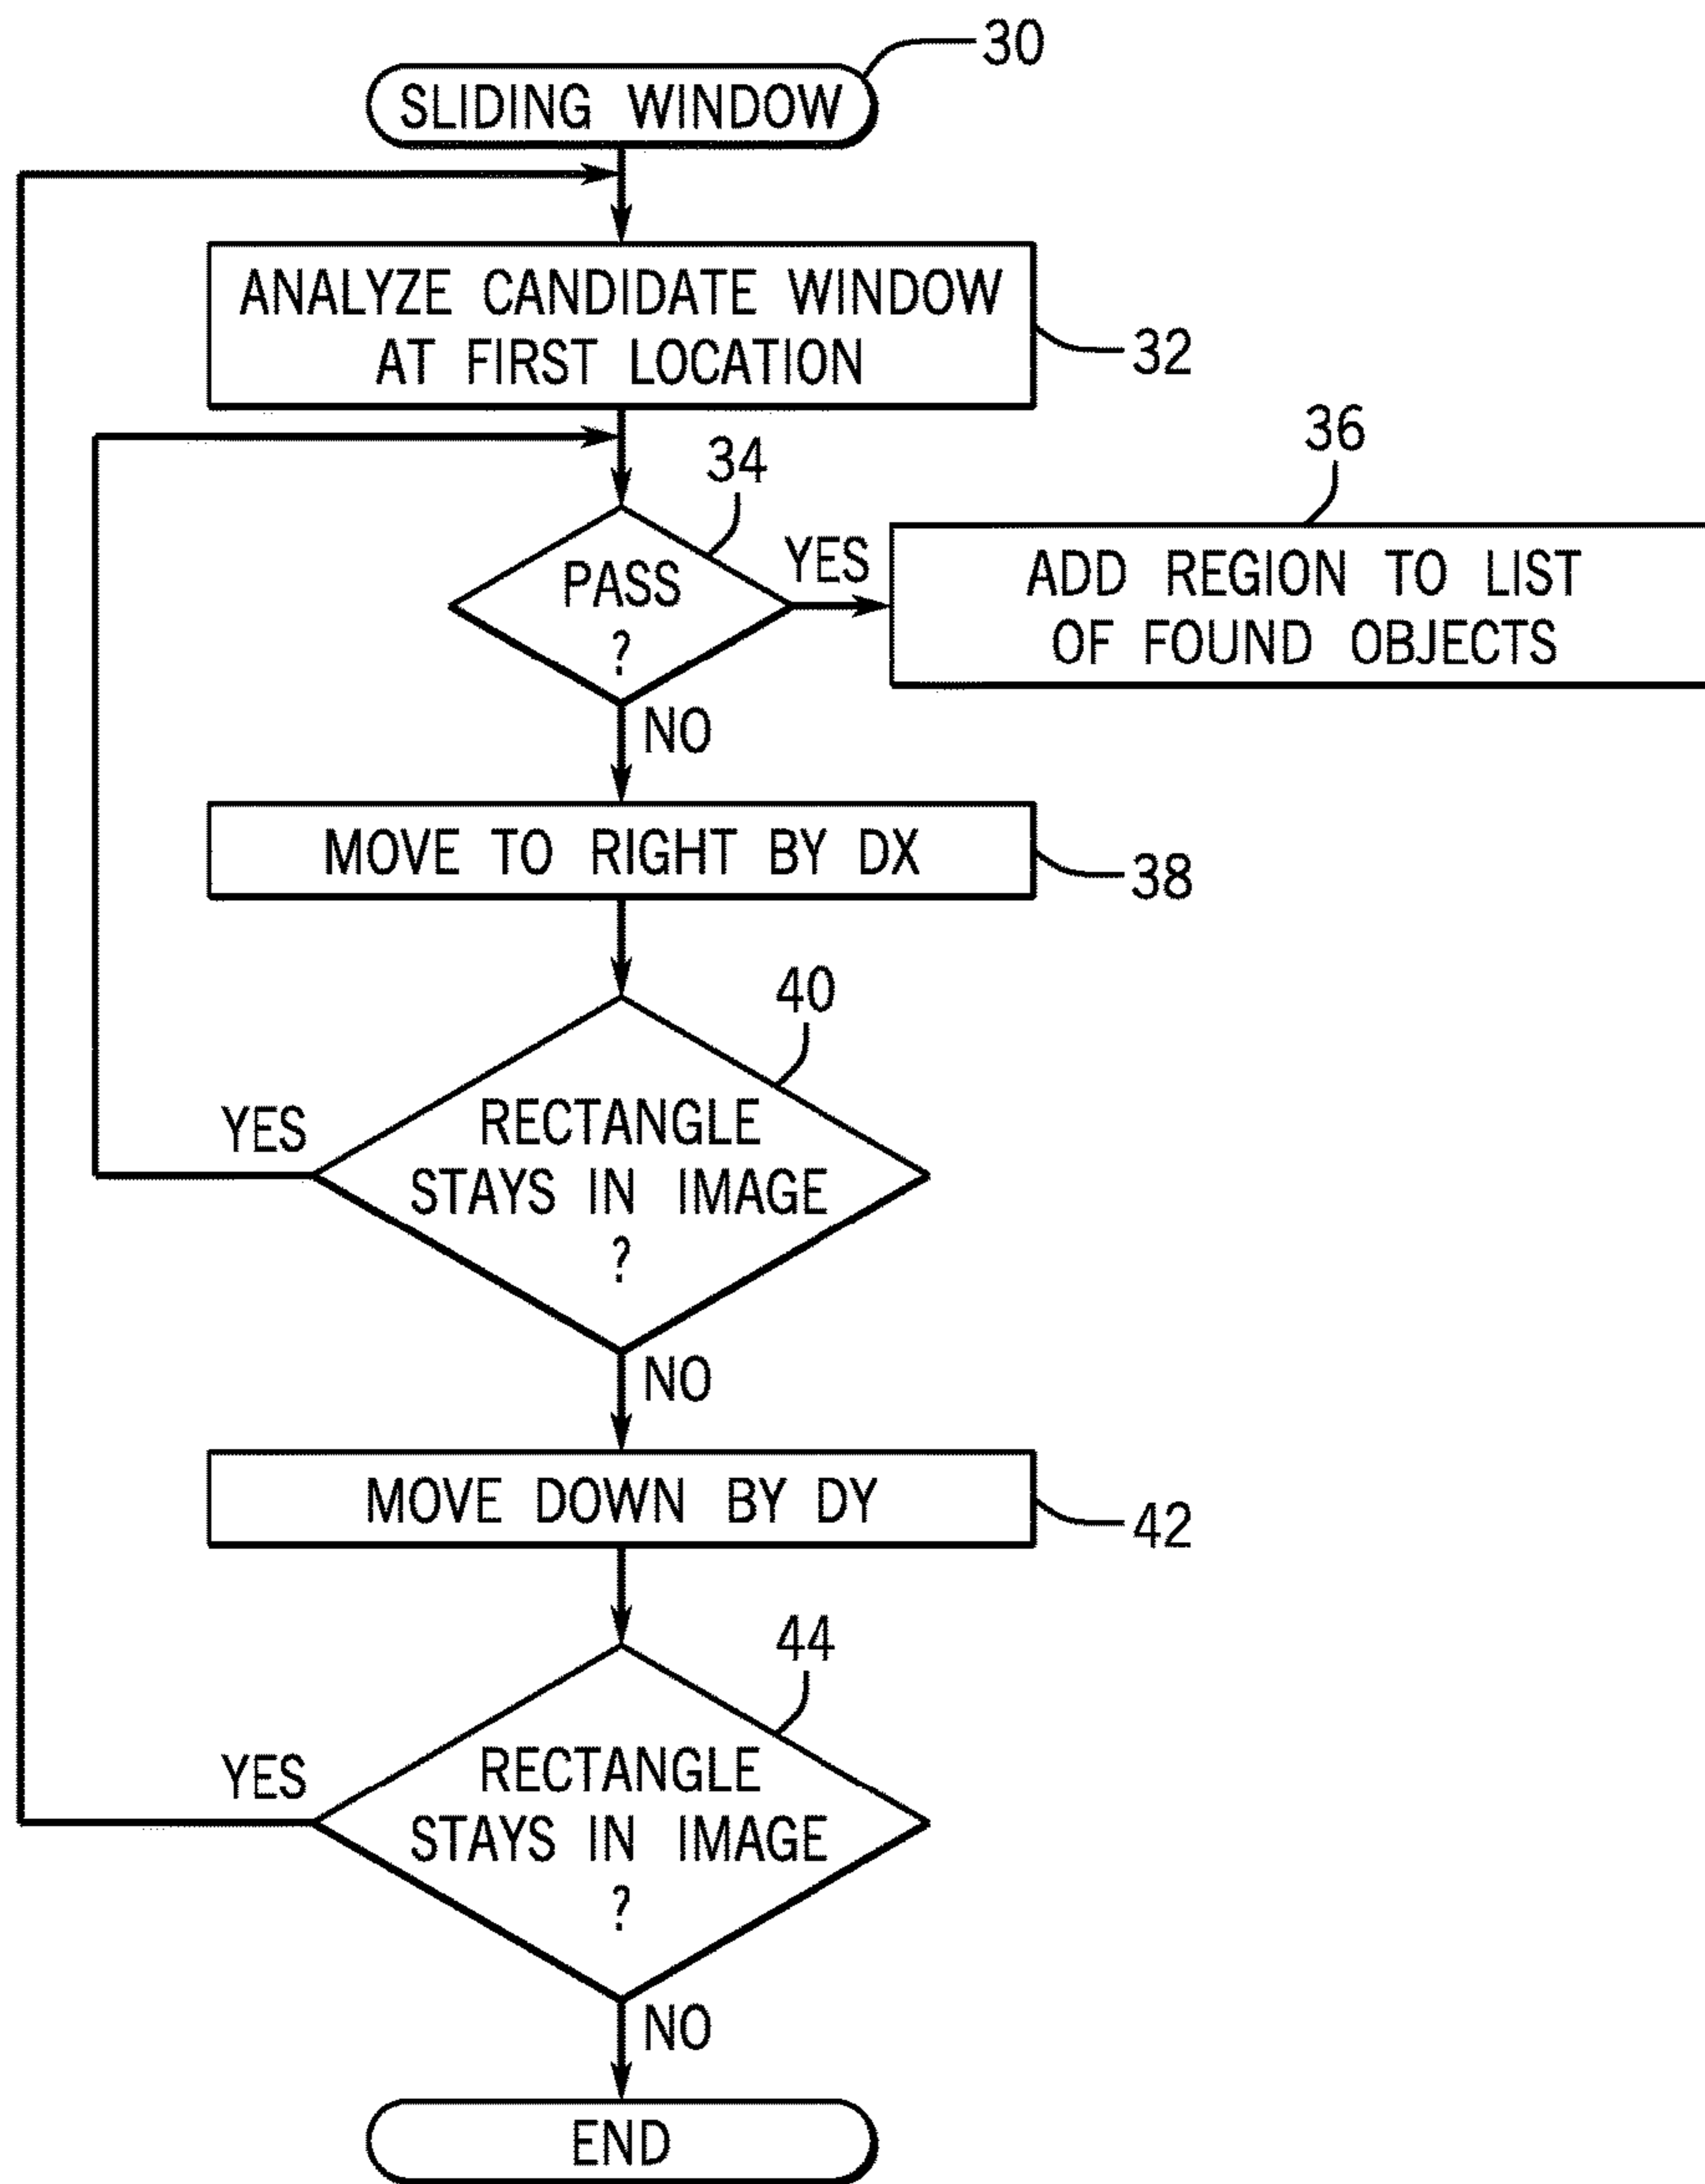 30
SLIDING WINDOW
ANALYZE CANDIDATE WINDOW
AT FIRST LOCATION
32
34
36
PASS
?
YES
ADD REGION TO LIST
OF FOUND OBJECTS
NO
MOVE TO RIGHT BY DX
38
40
YES
RECTANGLE
STAYS IN IMAGE
?
NO
MOVE DOWN BY DY
42
44
YES
RECTANGLE
STAYS IN IMAGE
?
NO
END